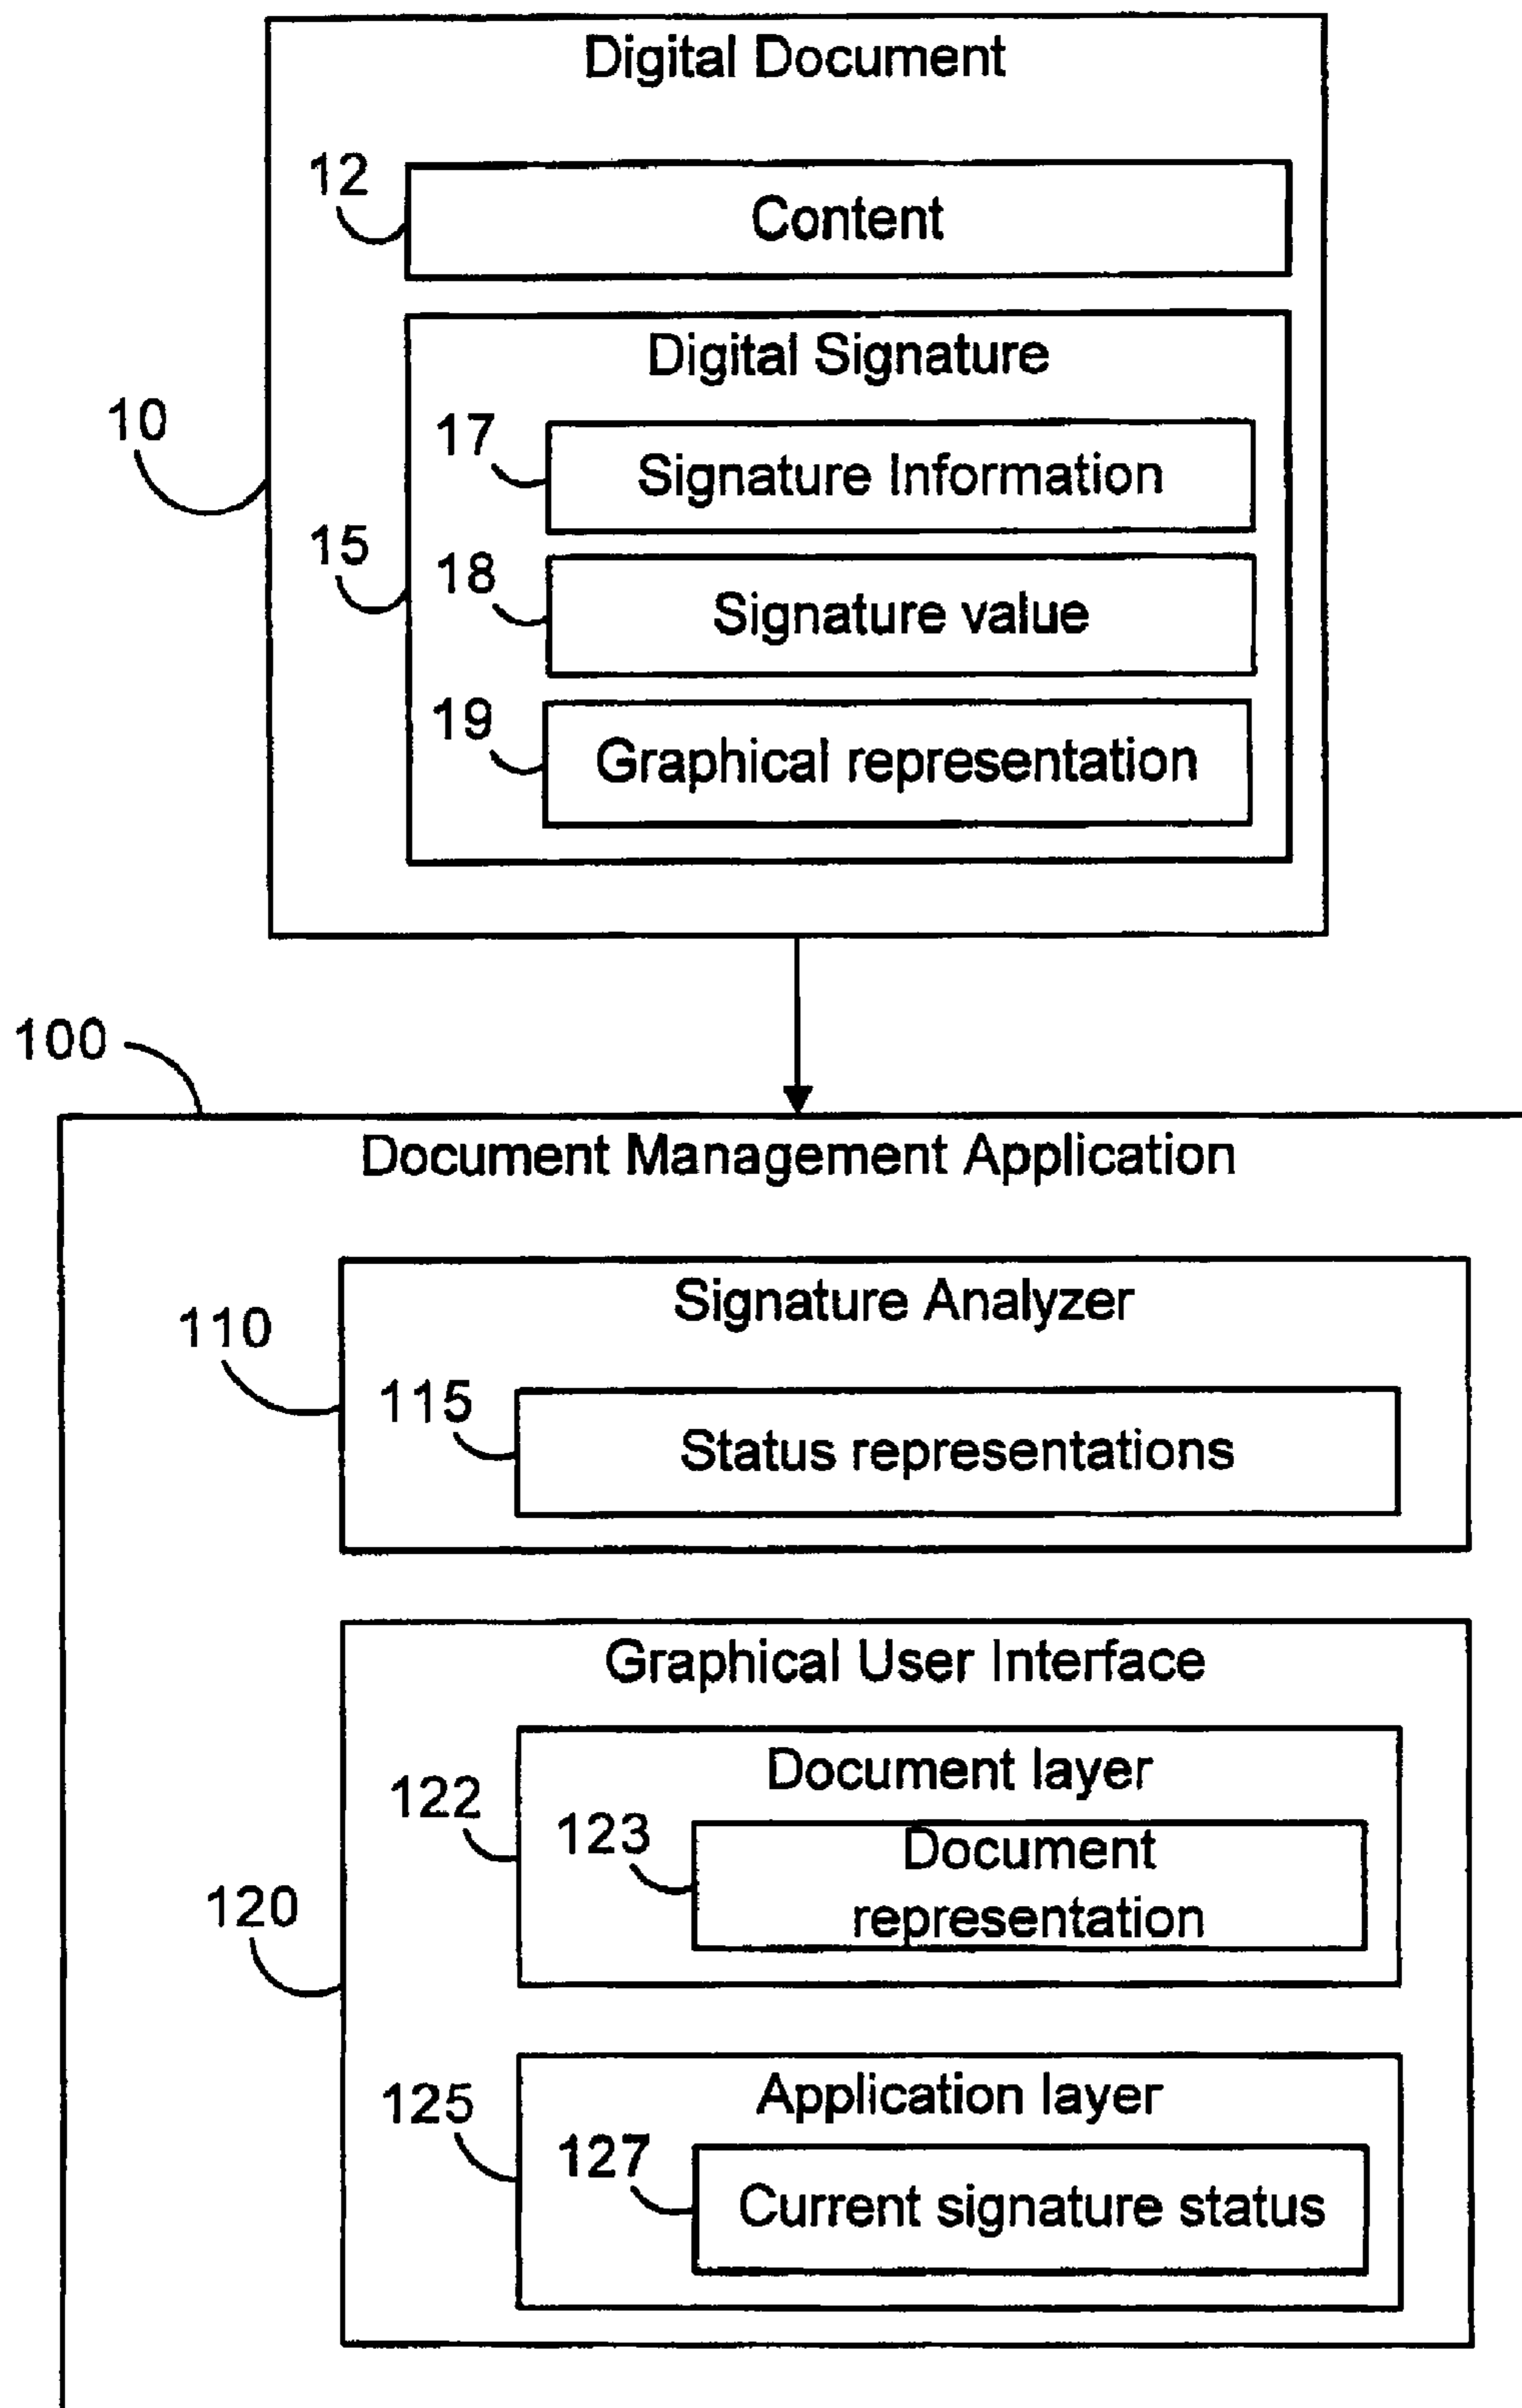 Digital Document
12
Content
Digital Signature
10
17
Signature Information
15
18
Signature value
19
Graphical representation
100
Document Management Application
Signature Analyzer
110
115
Status representations
Graphical User Interface
Document layer
122
123
Document
representation
120
Application layer
125
127
Current signature status